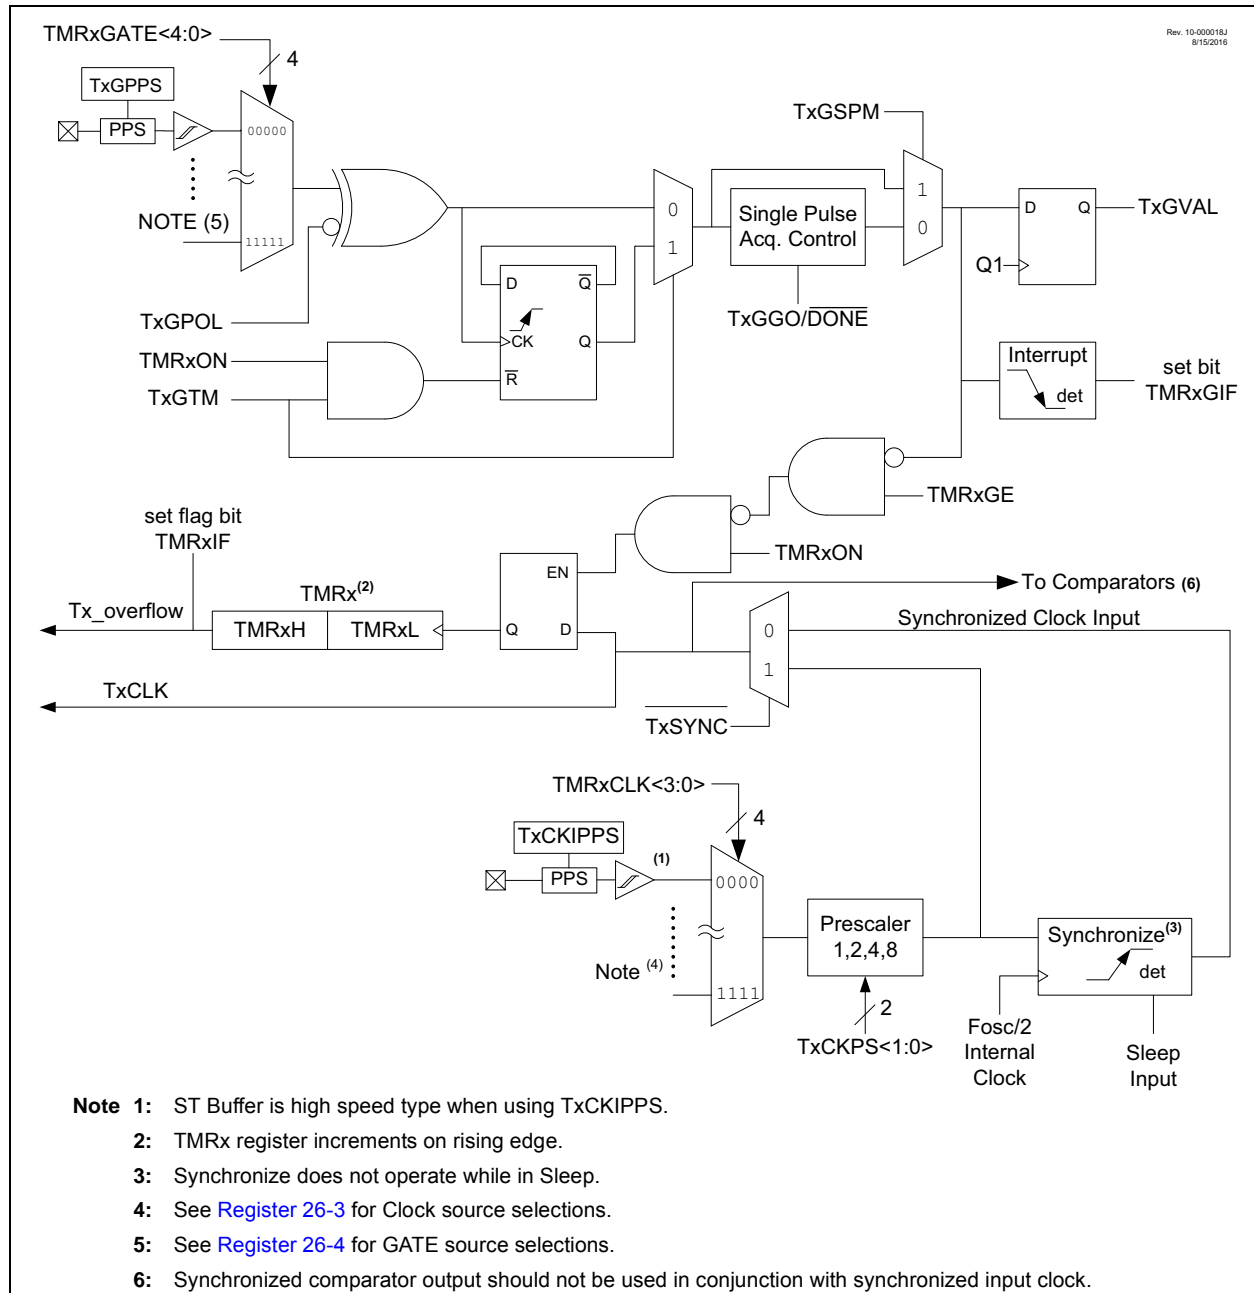 Rev. 10-000018J
8/15/2016
TMRxGATE<4:0>
4
TxGPPS
PPS
00000
NOTE (5)
11111
TxGPOL
TMRxON
TxGTM
D
Q
CK
Q
R
0
1
Single Pulse
Acq. Control
TxGGO/DONE
TxGSPM
1
0
D
Q
Q1
TxGVAL
Interrupt
det
set bit
TMRxGIF
TMRxGE
TMRxON
set flag bit
TMRxIF
Tx_overflow
TMRx(2)
TMRxH
TMRxL
EN
Q
D
TxCLK
To Comparators (6)
Synchronized Clock Input
0
1
TxSYNC
TMRxCLK<3:0>
4
TxCKIPPS
PPS
(1)
0000
Note (4)
1111
Prescaler
1,2,4,8
2
TxCKPS<1:0>
Synchronize(3)
det
Fosc/2
Internal
Clock
Sleep
Input
Note 1: ST Buffer is high speed type when using TxCKIPPS.
2: TMRx register increments on rising edge.
3: Synchronize does not operate while in Sleep.
4: See Register 26-3 for Clock source selections.
5: See Register 26-4 for GATE source selections.
6: Synchronized comparator output should not be used in conjunction with synchronized input clock.